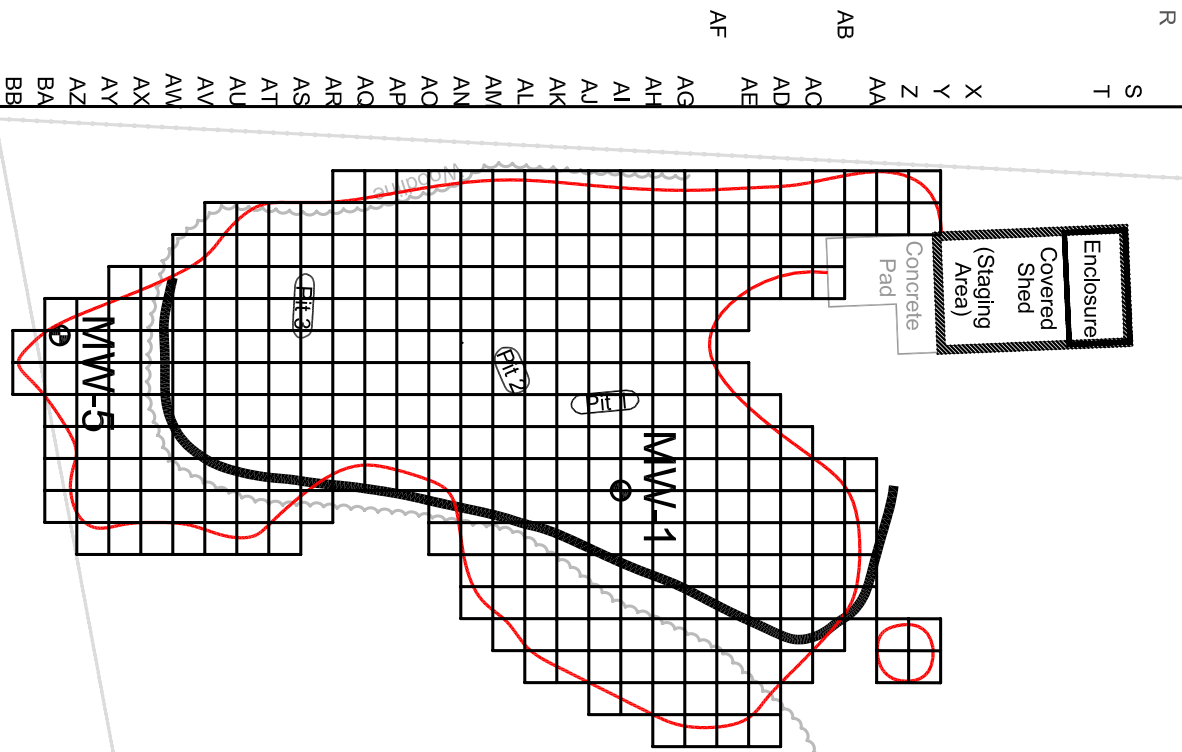 R
AF
AB
BB
BA
AZ
AY
AX
AW
AV
AU
AT
AS
AR
AQ
AP
AO
AN
AM
AL
AK
AJ
AI
AH
AG
AE
AD
AC
AA
Z
Y
X
T
S
Woodline
Enclosure
Covered
Shed
(Staging
Area)
Concrete
Pad
Pit 3
Pit 2
Pit 1
MW-5
MW-1